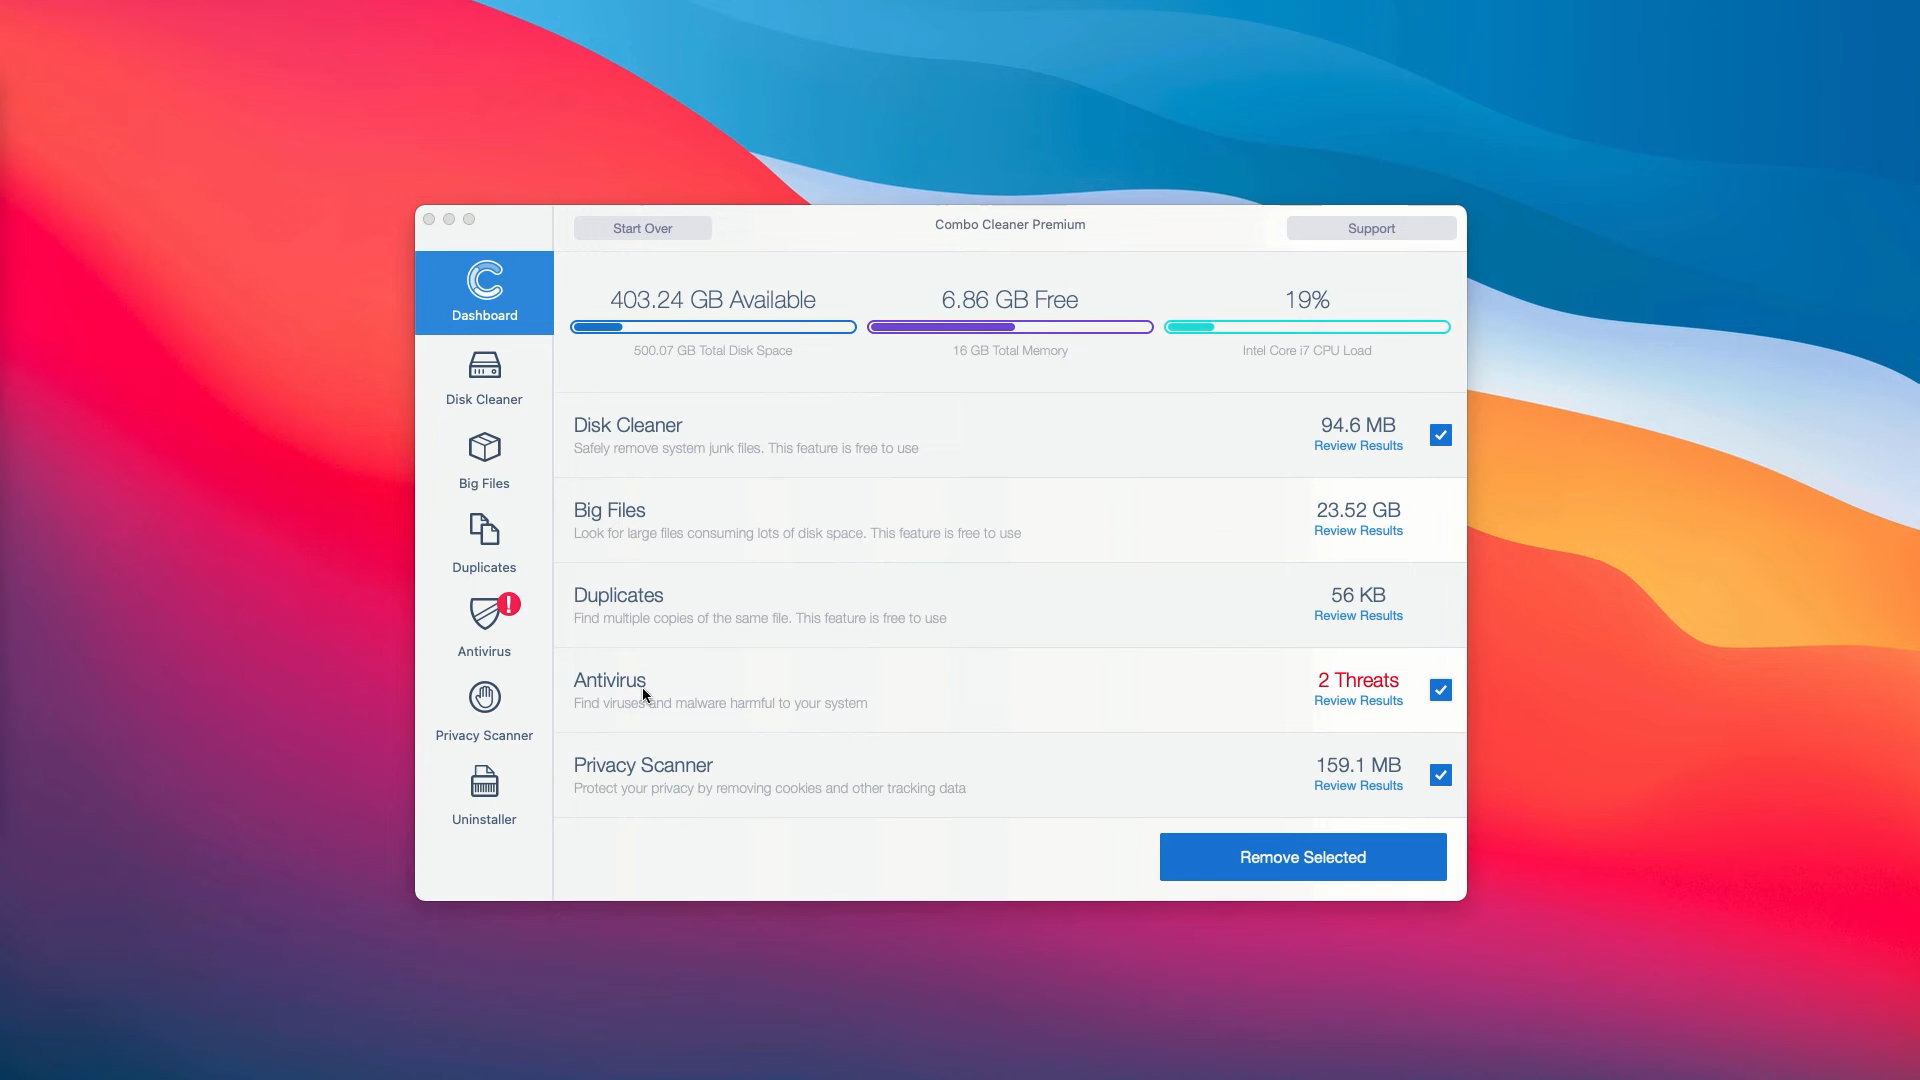 Start Over
Combo Cleaner Premium
Support
Dashboard
Disk Cleaner
Big Files
Duplicates
Antivirus
Privacy Scanner
Uninstaller
403.24 GB Available
500.07 GB Total Disk Space
6.86 GB Free
16 GB Total Memory
19%
Intel Core i7 CPU Load
Disk Cleaner
Safely remove system junk files. This feature is free to use
94.6 MB
Review Results
Big Files
Look for large files consuming lots of disk space. This feature is free to use
23.52 GB
Review Results
Duplicates
Find multiple copies of the same file. This feature is free to use
56 KB
Review Results
Antivirus
Find viruses and malware harmful to your system
2 Threats
Review Results
Privacy Scanner
Protect your privacy by removing cookies and other tracking data
159.1 MB
Review Results
Remove Selected